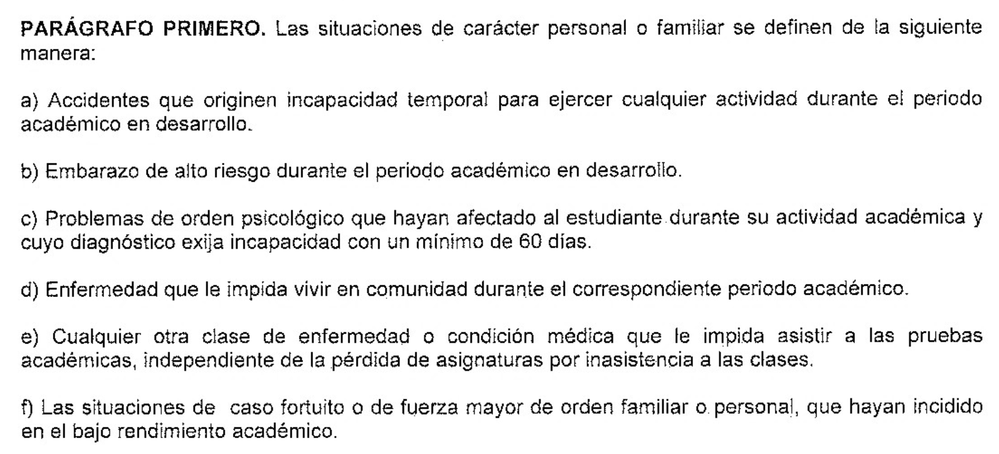 PARÁGRAFO PRIMERO. Las situaciones de carácter personal o familiar se definen de la siguiente
manera:
a) Accidentes que originen incapacidad temporal para ejercer cualquier actividad durante el periodo
académico en desarrollo.
b) Embarazo de alto riesgo durante el periodo académico en desarrollo.
c) Problemas de orden psicológico que hayan afectado al estudiante durante su actividad académica y
cuyo diagnóstico exija incapacidad con un mínimo de 60 días.
d) Enfermedad que le impida vivir en comunidad durante el correspondiente periodo académico.
e) Cualquier otra clase de enfermedad o condición médica que le impida asistir a las pruebas
académicas, independiente de la pérdida de asignaturas por inasistencia a las clases.
f) Las situaciones de caso fortuito o de fuerza mayor de orden familiar o personal, que hayan incidido
en el bajo rendimiento académico.